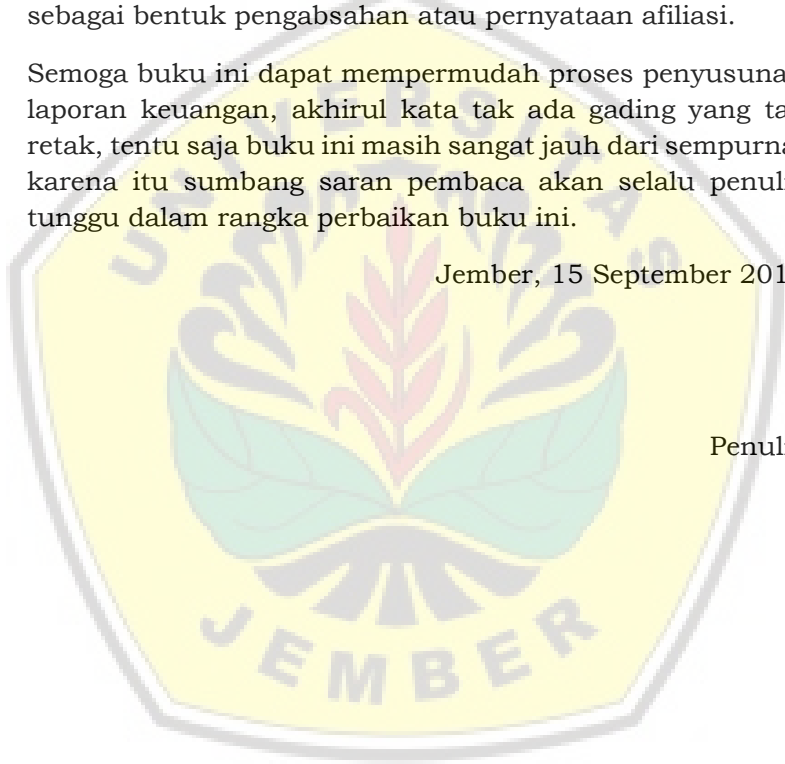 sebagai bentuk pengabsahan atau pernyataan afiliasi.
Semoga buku ini dapat mempermudah proses penyusuna
laporan keuangan, akhirul kata tak ada gading yang ta
retak, tentu saja buku ini masih sangat jauh dari sempurna
karena itu sumbang saran pembaca akan selalu penuli
tunggu dalam rangka perbaikan buku ini.
Jember, 15 September 201
Penuli
UNIVERSITAS
JEMBER